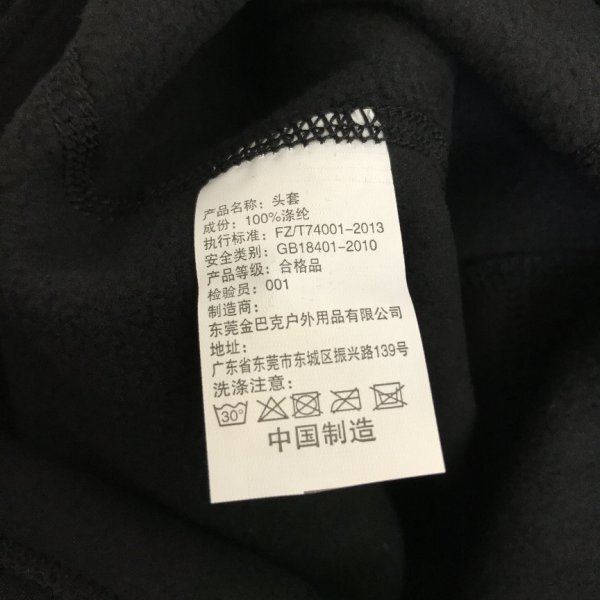 产品名称：头套
成份：100%涤纶
执行标准：FZ/T74001-2013
安全类别：GB18401-2010
产品等级：合格品
检验员：001
制造商：
东莞金巴克户外用品有限公司
地址：
广东省东莞市东城区振兴路139号
洗涤注意：
30°
中国制造